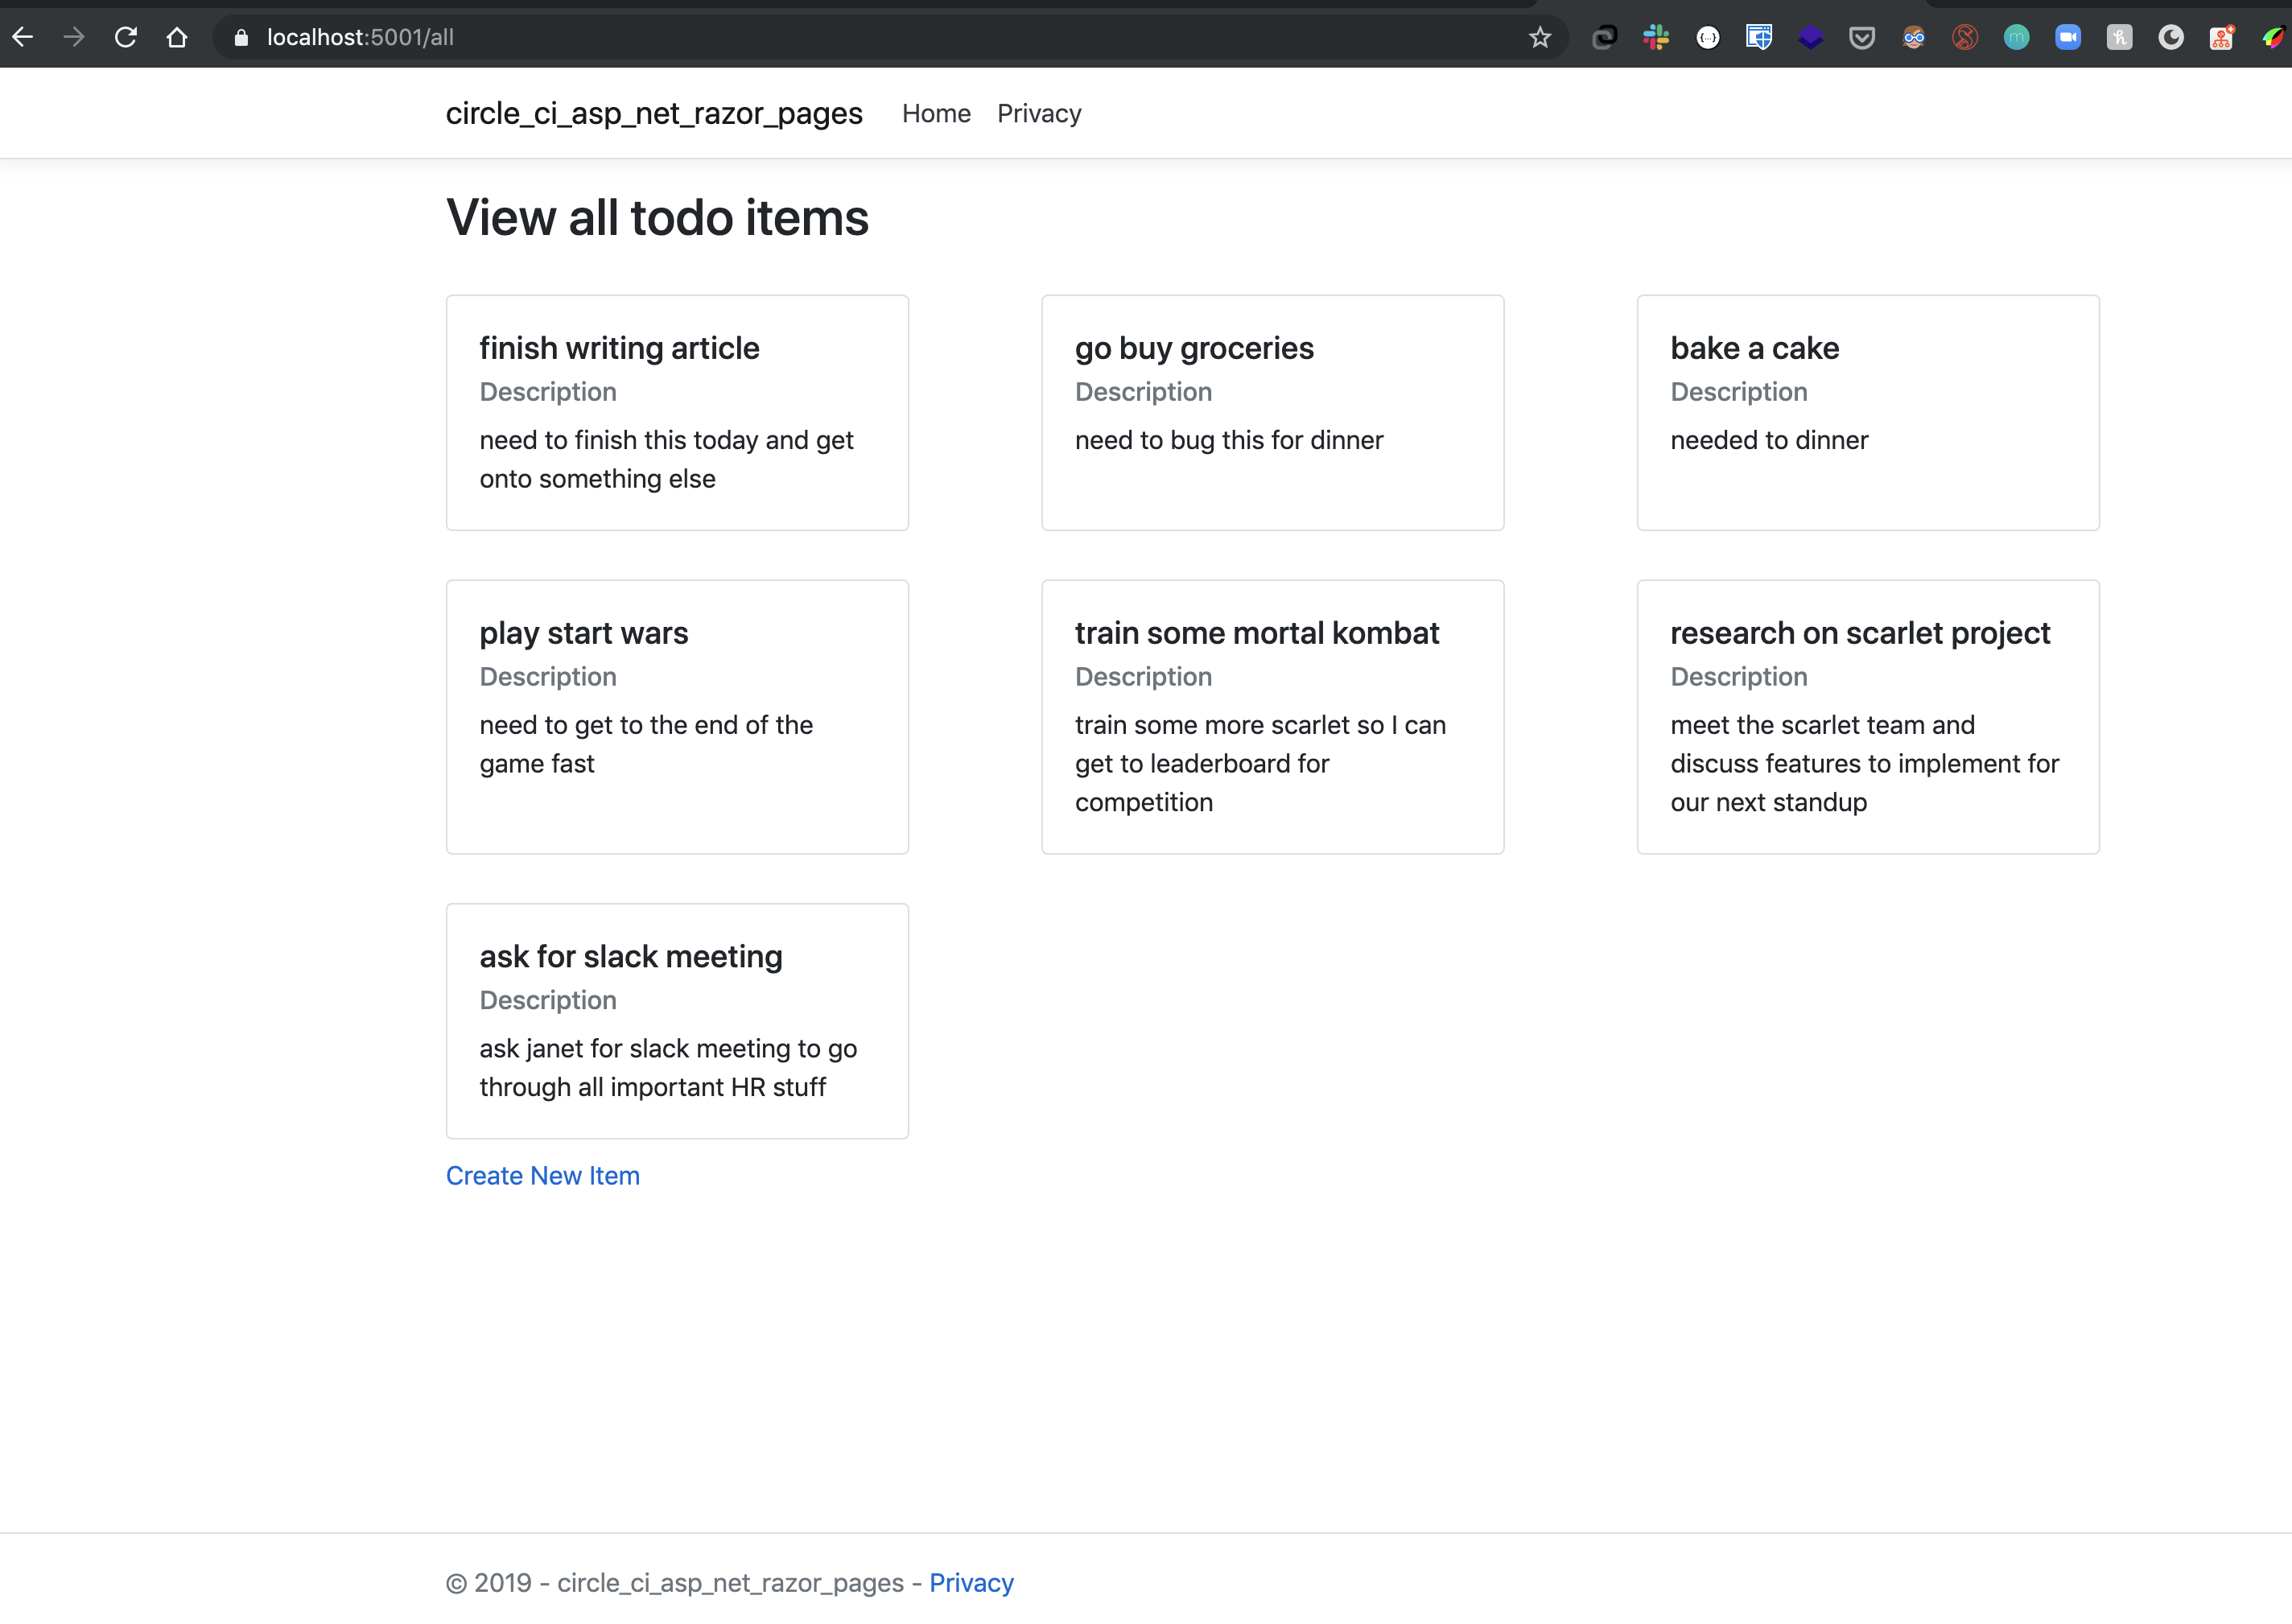 localhost:5001/all
circle_ci_asp_net_razor_pages Home Privacy
View all todo items
finish writing article
Description
need to finish this today and get
onto something else
go buy groceries
Description
need to bug this for dinner
bake a cake
Description
needed to dinner
play start wars
Description
need to get to the end of the
game fast
train some mortal kombat
Description
train some more scarlet so I can
get to leaderboard for
competition
research on scarlet project
Description
meet the scarlet team and
discuss features to implement for
our next standup
ask for slack meeting
Description
ask janet for slack meeting to go
through all important HR stuff
Create New Item
© 2019 - circle_ci_asp_net_razor_pages - Privacy